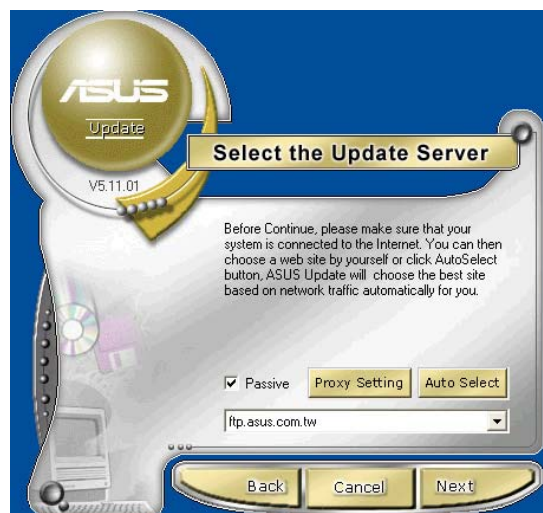 ASUS
Update
V5.11.01
Select the Update Server
Before Continue, please make sure that your
system is connected to the Internet. You can then
choose a web site by yourself or click AutoSelect
button, ASUS Update will choose the best site
based on network traffic automatically for you.
Passive
Proxy Setting
Auto Select
ftp.asus.com.tw
Back
Cancel
Next